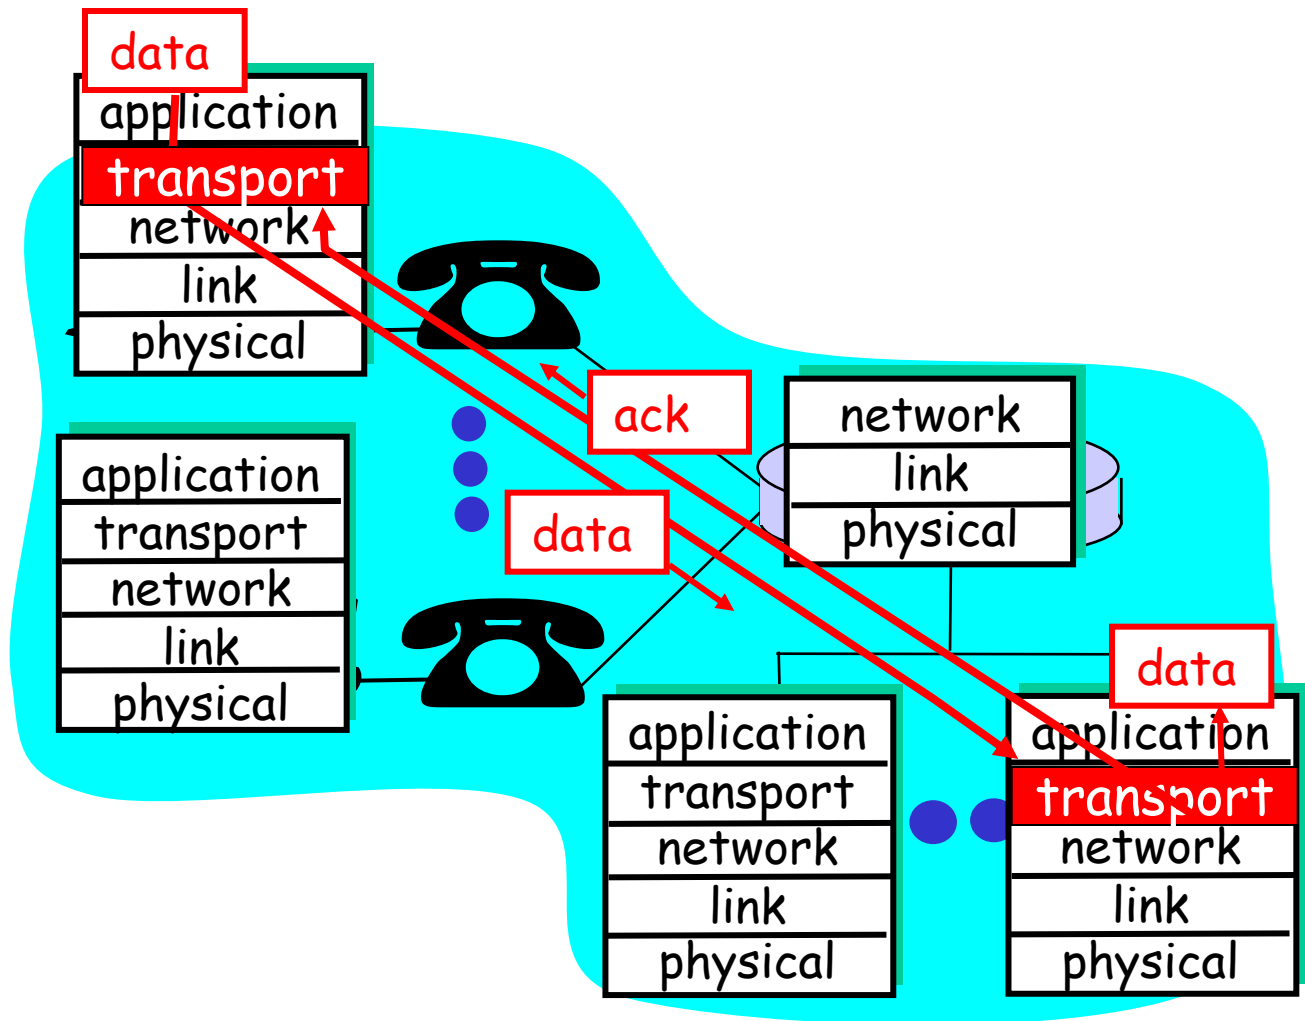 data
application
transport
network
link
physical
ack
network
link
physical
application
transport
network
link
physical
data
data
application
transport
network
link
physical
application
transport
network
link
physical